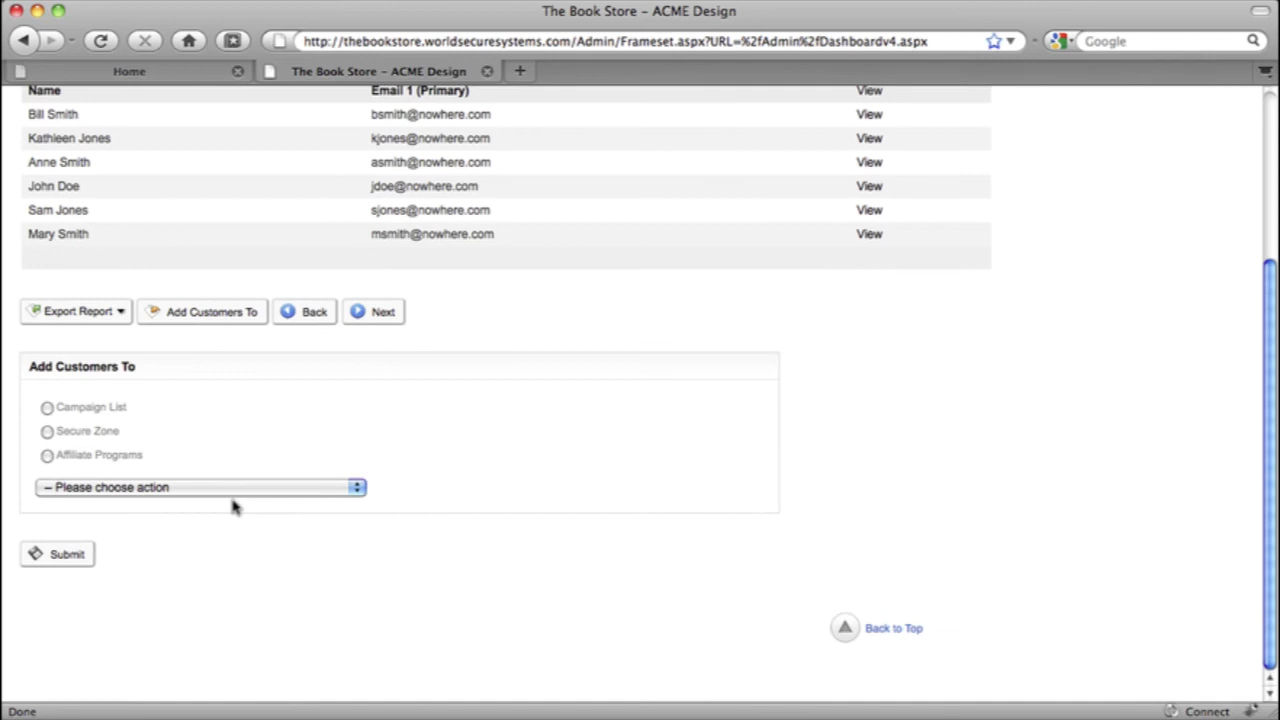 The Book Store – ACME Design
http://thebookstore.worldsecuresystems.com/Admin/Frameset.aspx?URL=%2fAdmin%2fDashboardv4.aspx
Google
Home
The Book Store – ACME Design
Name Email 1 (Primary) View
Bill Smith bsmith@nowhere.com View
Kathleen Jones kjones@nowhere.com View
Anne Smith asmith@nowhere.com View
John Doe jdoe@nowhere.com View
Sam Jones sjones@nowhere.com View
Mary Smith msmith@nowhere.com View
Export Report Add Customers To Back Next
Add Customers To
Campaign List
Secure Zone
Affiliate Programs
– Please choose action
Submit
Back to Top
Done Connect